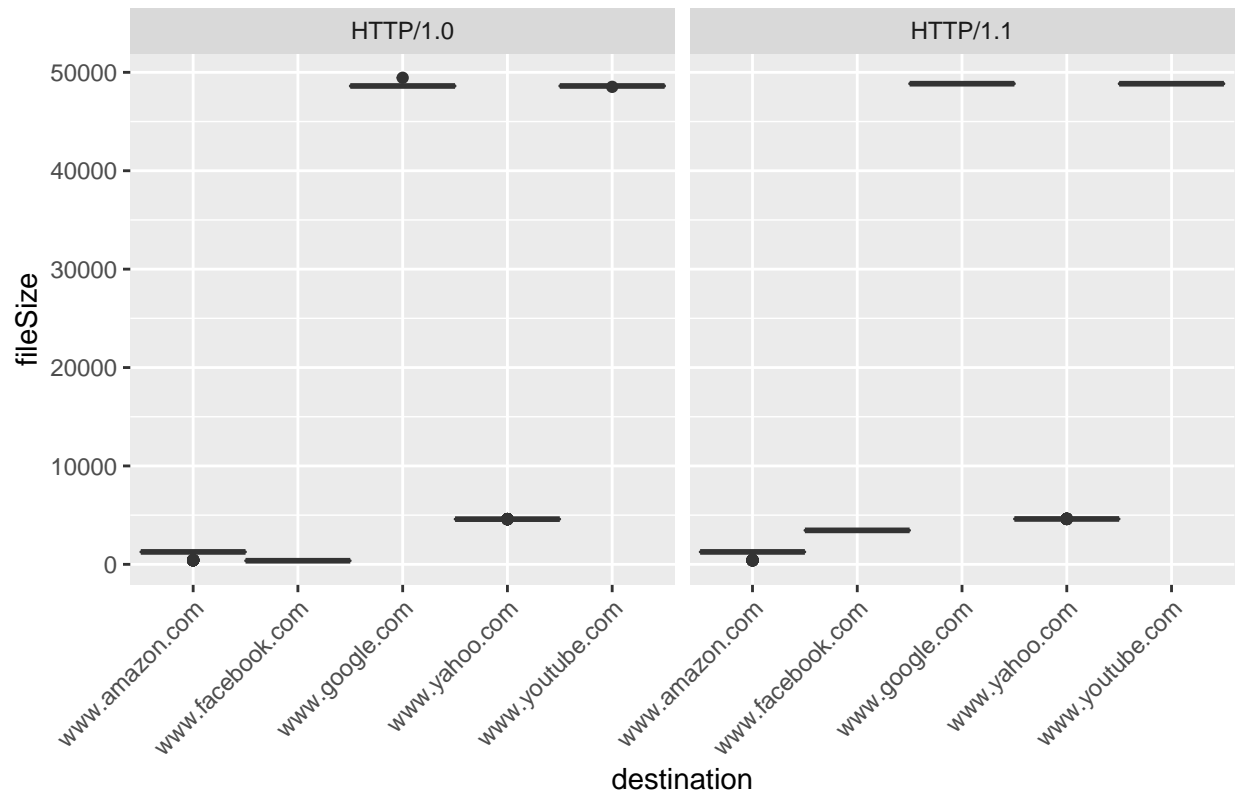 HTTP/1.0
HTTP/1.1
50000
40000
30000
20000
10000
0
fileSize
www.amazon.com
www.facebook.com
www.google.com
www.yahoo.com
www.youtube.com
www.amazon.com
www.facebook.com
www.google.com
www.yahoo.com
www.youtube.com
destination